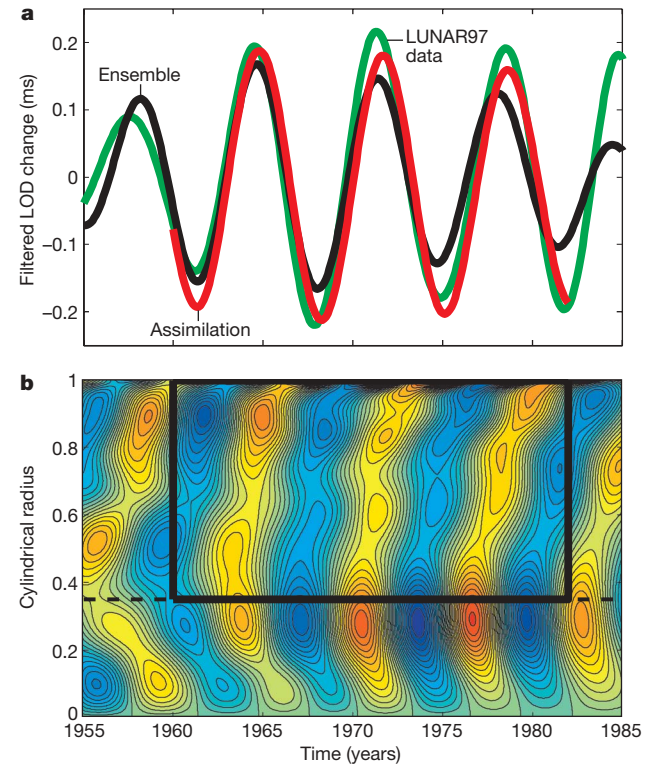 a
0.2
0.1
0
−0.1
−0.2
Filtered LOD change (ms)
Ensemble
LUNAR97
data
Assimilation
b
1
0.8
0.6
0.4
0.2
0
Cylindrical radius
1955 1960 1965 1970 1975 1980 1985
Time (years)